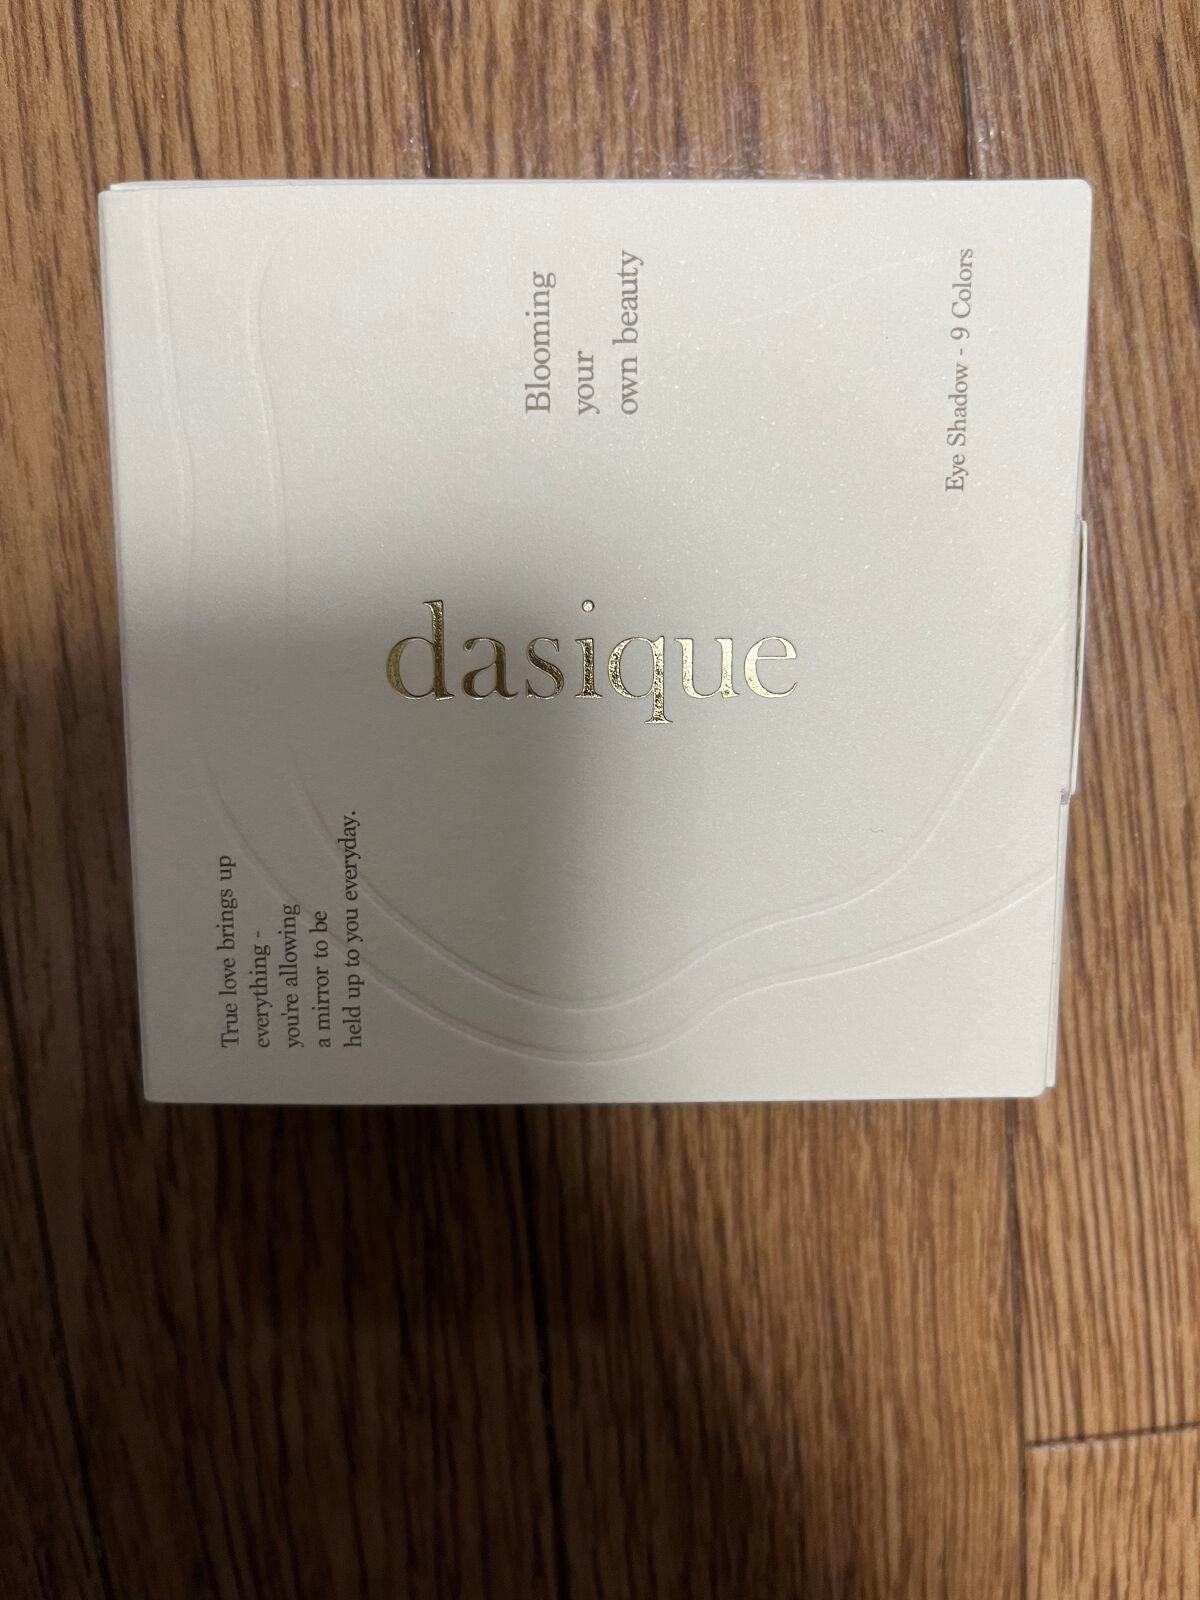 dasique
Blooming
your
own beauty
Eye Shadow - 9 Colors
True love brings up
everything -
you're allowing
a mirror to be
held up to you everyday.